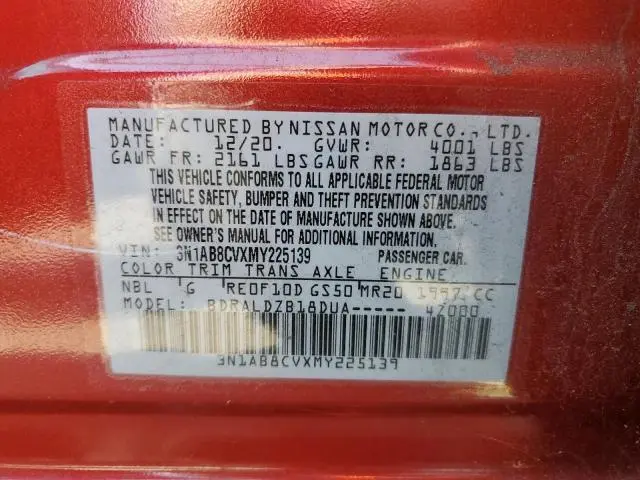 MANUFACTURED BY NISSAN MOTOR CO., LTD.
DATE: 12/20. GVWR: 4001 LBS
GAWR FR: 2161 LBS GAWR RR: 1863 LBS
THIS VEHICLE CONFORMS TO ALL APPLICABLE FEDERAL MOTOR
VEHICLE SAFETY, BUMPER AND THEFT PREVENTION STANDARDS
IN EFFECT ON THE DATE OF MANUFACTURE SHOWN ABOVE.
SEE OWNER'S MANUAL FOR ADDITIONAL INFORMATION.
VIN: 3N1AB8CVXMY225139 PASSENGER CAR.
COLOR TRIM TRANS AXLE ENGINE
NBL G RE0F10D GS50 MR20 1997 CC
MODEL: BDRALDZB18DUA----- 4Z000
3N1AB8CVXMY225139